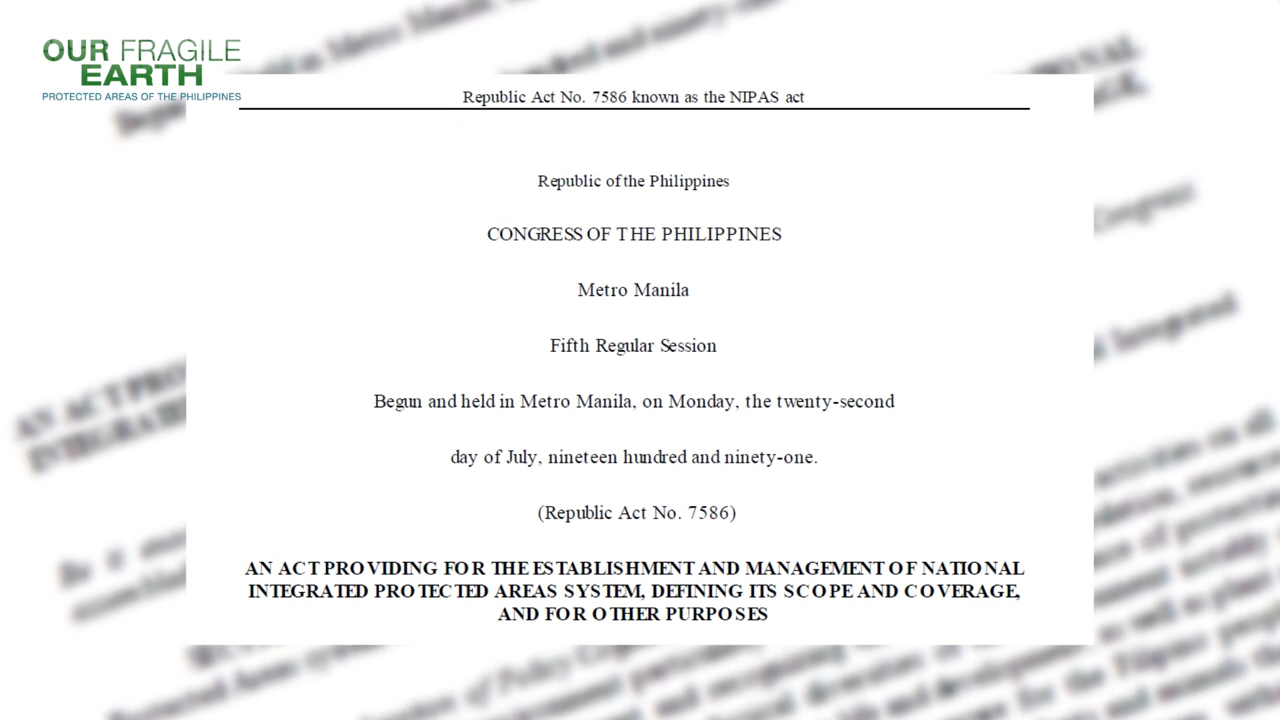 OUR FRAGILE
EARTH
PROTECTED AREAS OF THE PHILIPPINES
Republic Act No. 7586 known as the NIPAS act
Republic of the Philippines
CONGRESS OF THE PHILIPPINES
Metro Manila
Fifth Regular Session
Begun and held in Metro Manila, on Monday, the twenty-second
day of July, nineteen hundred and ninety-one.
(Republic Act No. 7586)
AN ACT PROVIDING FOR THE ESTABLISHMENT AND MANAGEMENT OF NATIONAL
INTEGRATED PROTECTED AREAS SYSTEM, DEFINING ITS SCOPE AND COVERAGE,
AND FOR OTHER PURPOSES